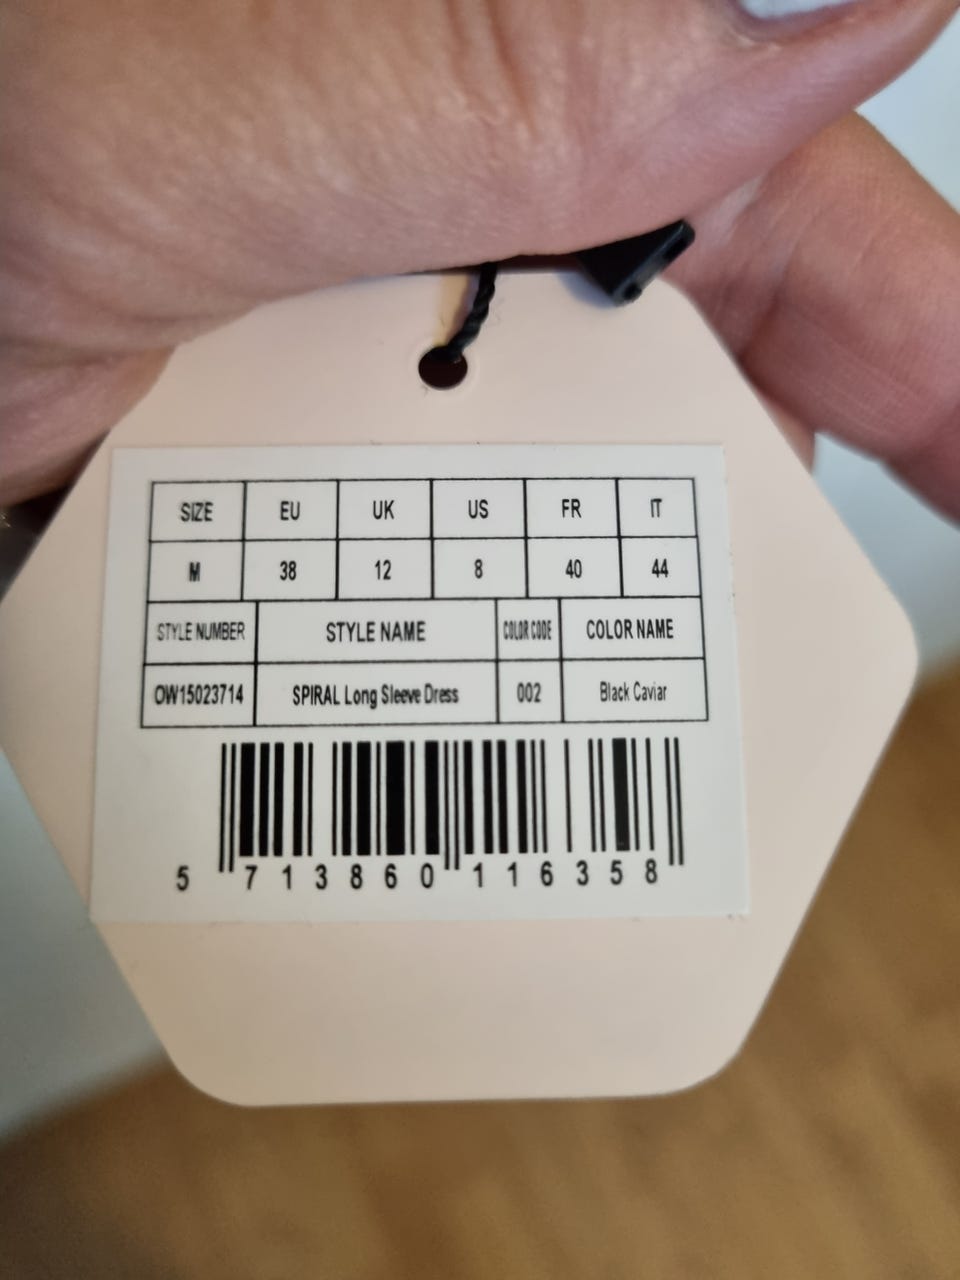 SIZE EU UK US FR IT
M 38 12 8 40 44
STYLE NUMBER STYLE NAME COLOR CODE COLOR NAME
OW15023714 SPIRAL Long Sleeve Dress 002 Black Caviar
5 713860 116358